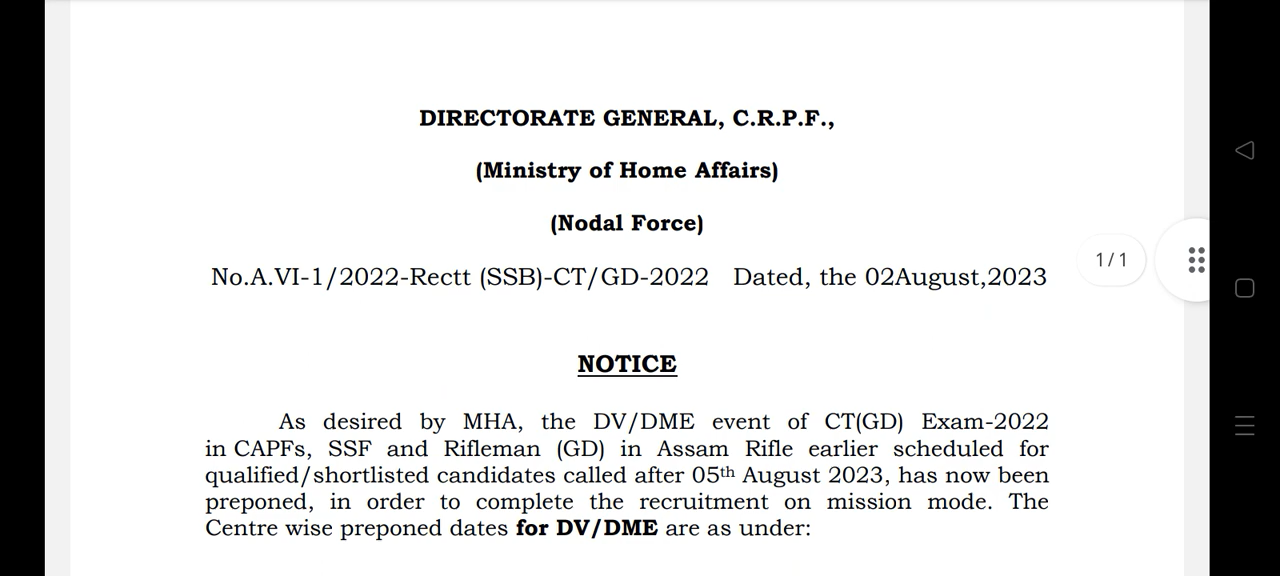 DIRECTORATE GENERAL, C.R.P.F.,
(Ministry of Home Affairs)
(Nodal Force)
No.A.VI-1/2022-Rectt (SSB)-CT/GD-2022 Dated, the 02August,2023
1/1
NOTICE
As desired by MHA, the DV/DME event of CT(GD) Exam-2022
in CAPFs, SSF and Rifleman (GD) in Assam Rifle earlier scheduled for
qualified/shortlisted candidates called after 05th August 2023, has now been
preponed, in order to complete the recruitment on mission mode. The
Centre wise preponed dates for DV/DME are as under: